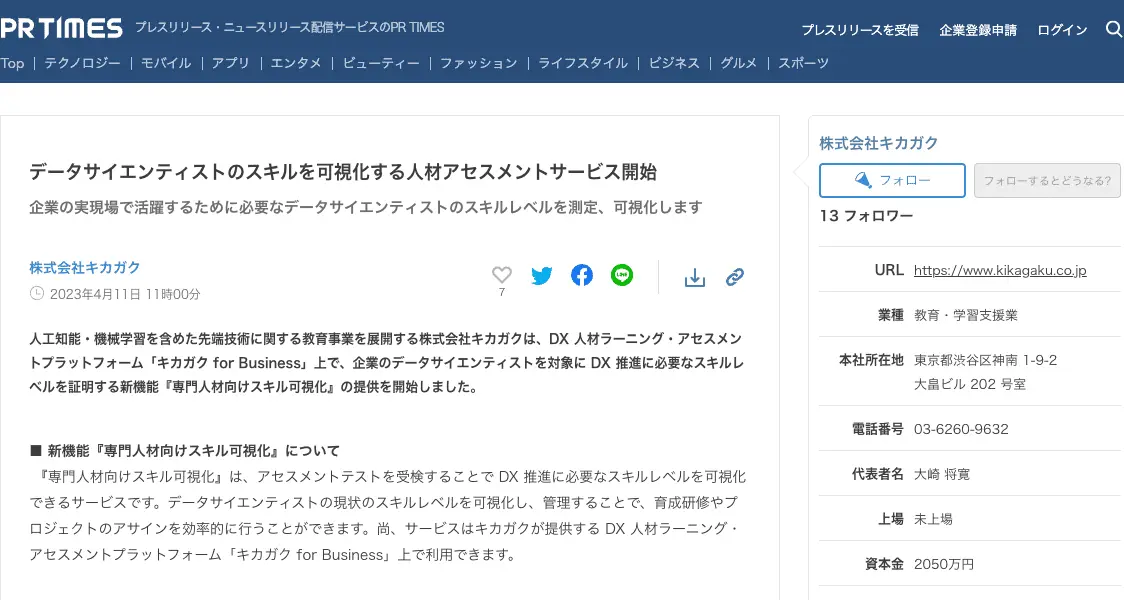 PR TIMES
プレスリリース・ニュースリリース配信サービスのPR TIMES
プレスリリースを受信 企業登録申請 ログイン
Top | テクノロジー | モバイル | アプリ | エンタメ | ビューティー | ファッション | ライフスタイル | ビジネス | グルメ | スポーツ
データサイエンティストのスキルを可視化する人材アセスメントサービス開始
企業の実現場で活躍するために必要なデータサイエンティストのスキルレベルを測定、可視化します
株式会社キカガク
2023年4月11日 11時00分
7
LINE
人工知能・機械学習を含めた先端技術に関する教育事業を展開する株式会社キカガクは、DX 人材ラーニング・アセスメン
トプラットフォーム「キカガク for Business」上で、企業のデータサイエンティストを対象に DX 推進に必要なスキルレ
ベルを証明する新機能『専門人材向けスキル可視化』の提供を開始しました。
■ 新機能『専門人材向けスキル可視化』について
『専門人材向けスキル可視化』は、アセスメントテストを受検することで DX 推進に必要なスキルレベルを可視化
できるサービスです。データサイエンティストの現状のスキルレベルを可視化し、管理することで、育成研修やプ
ロジェクトのアサインを効率的に行うことができます。尚、サービスはキカガクが提供する DX 人材ラーニング・
アセスメントプラットフォーム「キカガク for Business」上で利用できます。
株式会社キカガク
フォロー
フォローするとどうなる?
13 フォロワー
URL https://www.kikagaku.co.jp
業種 教育・学習支援業
本社所在地 東京都渋谷区神南 1-9-2
大畠ビル 202 号室
電話番号 03-6260-9632
代表者名 大崎 将寛
上場 未上場
資本金 2050万円